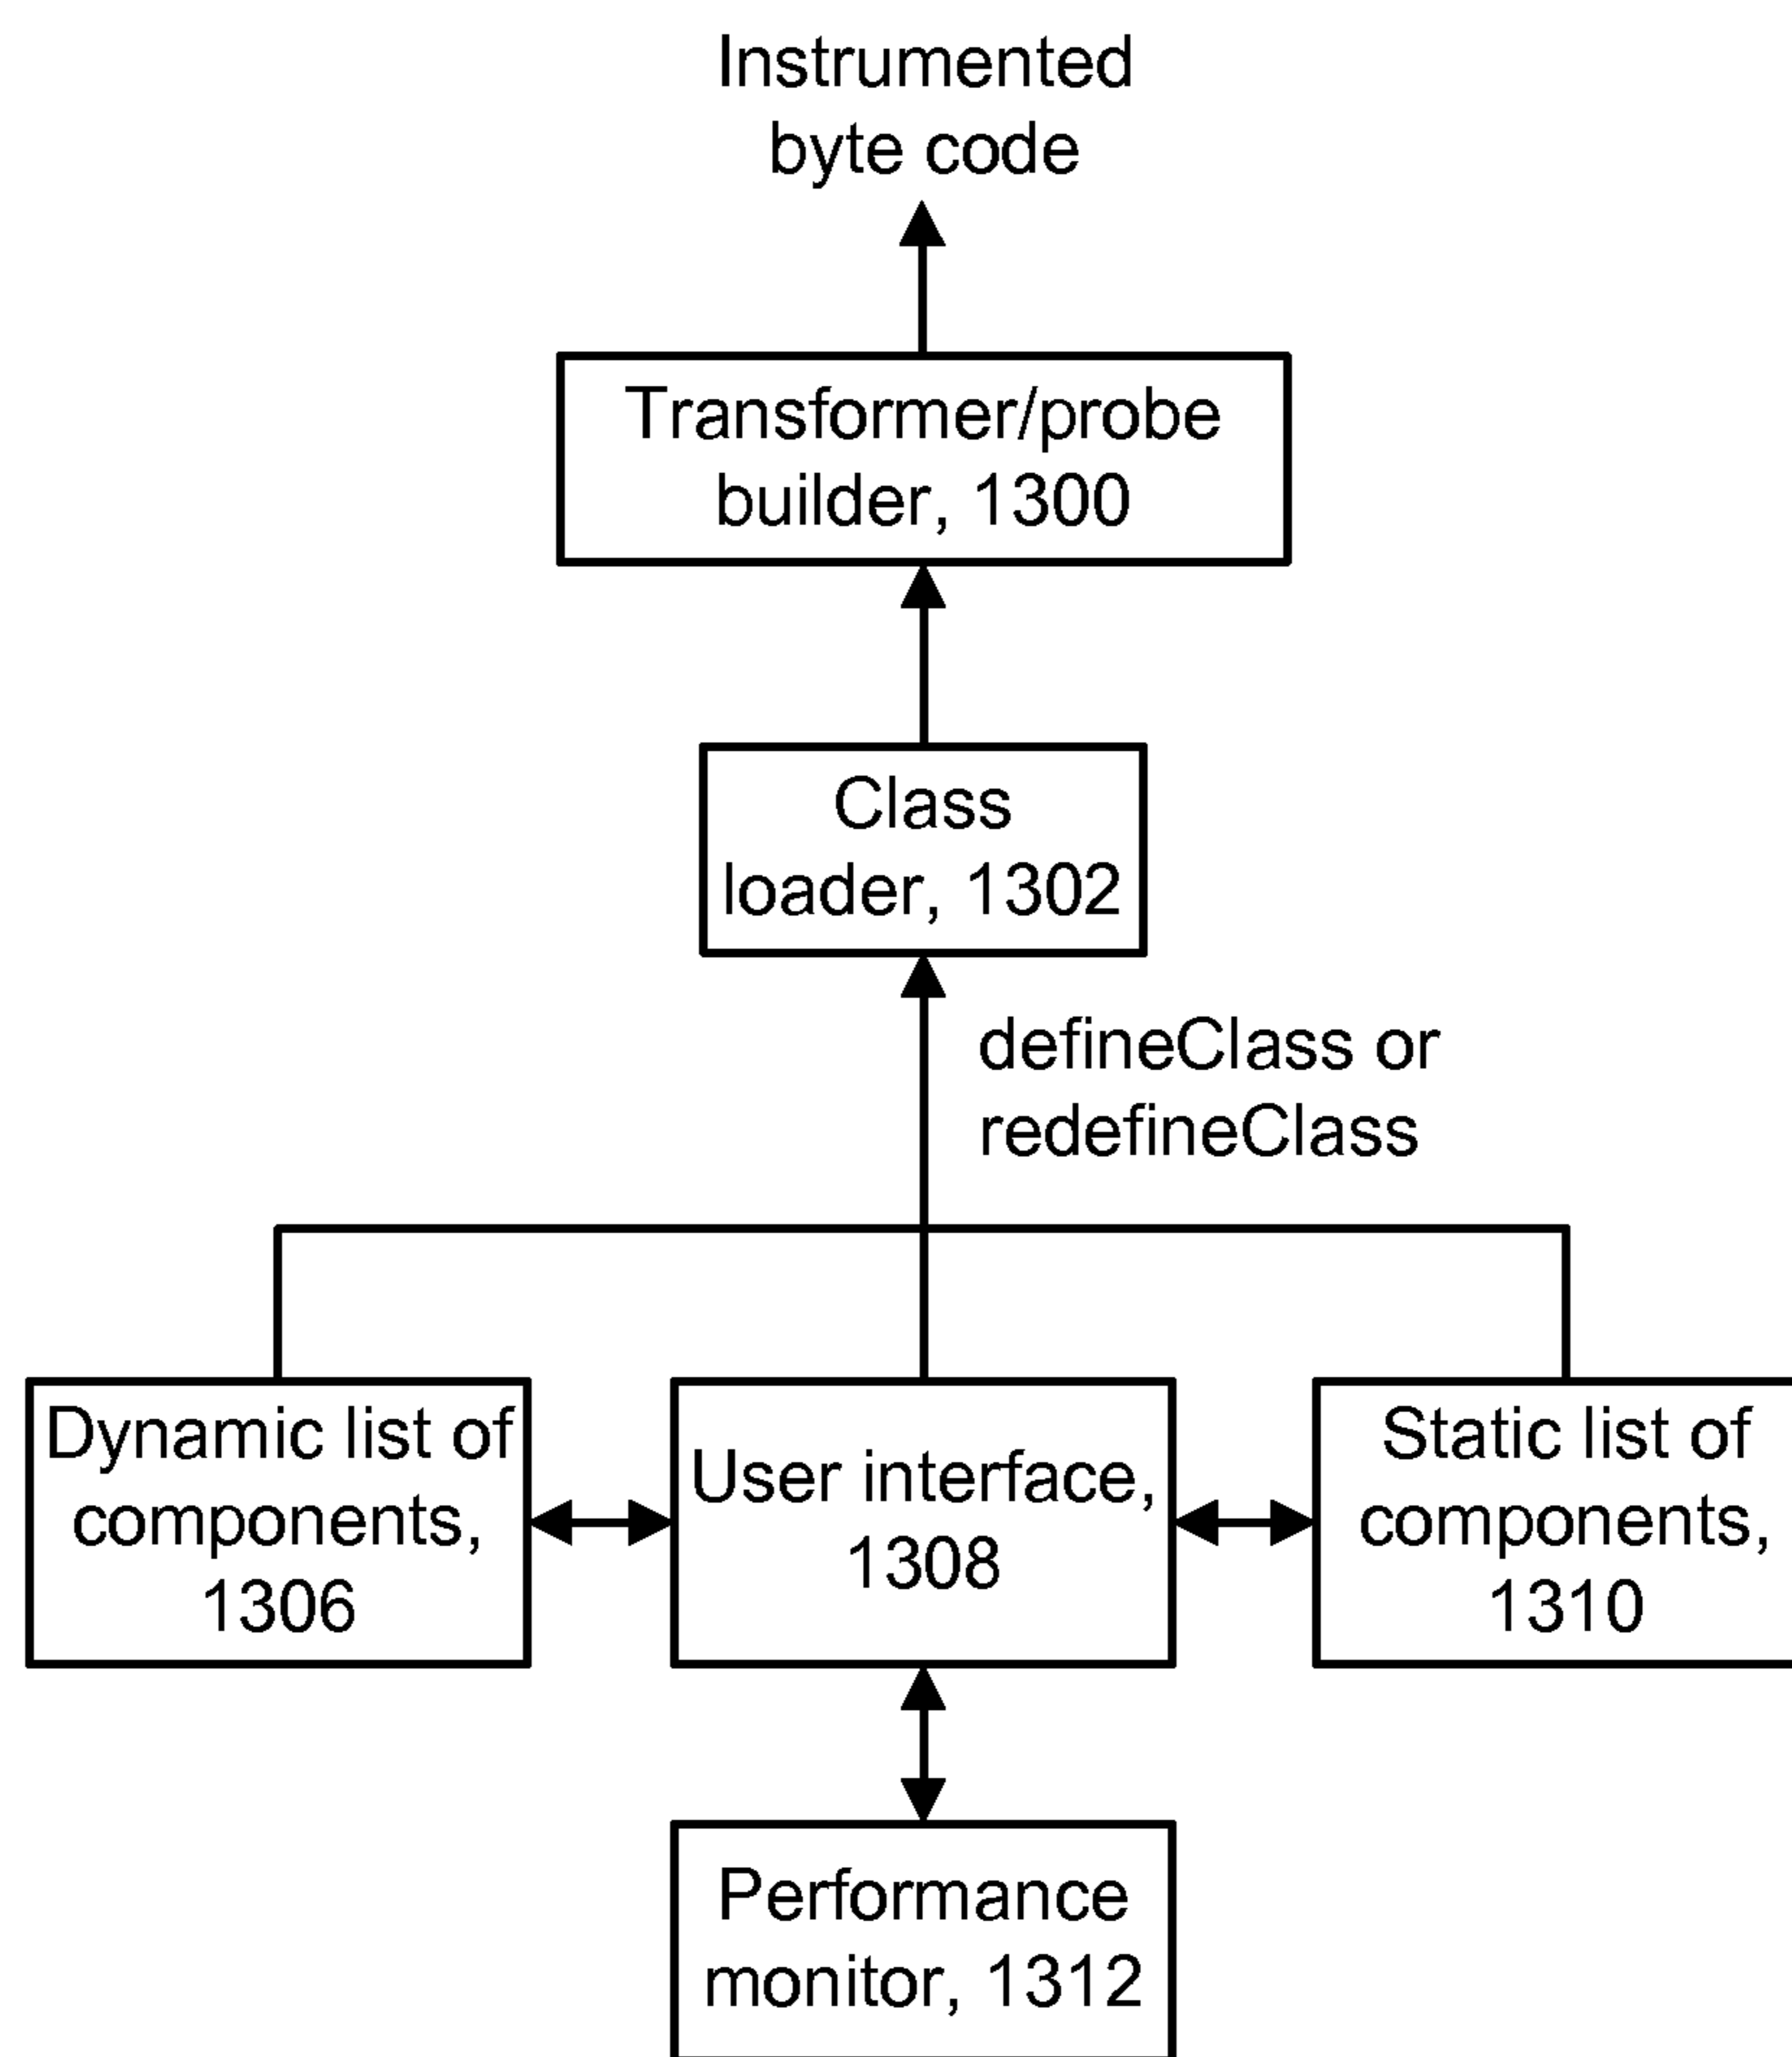 Instrumented
byte code
Transformer/probe
builder, 1300
Class
loader, 1302
defineClass or
redefineClass
Dynamic list of
components,
1306
User interface,
1308
Static list of
components,
1310
Performance
monitor, 1312